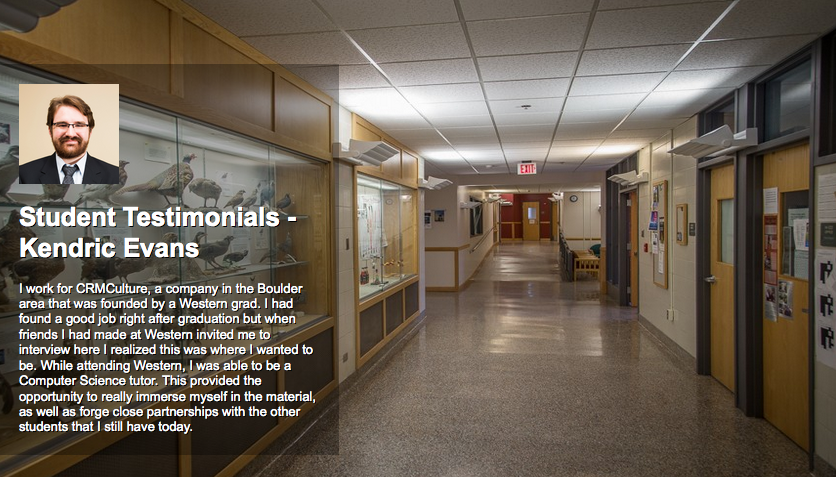 EXIT
Student Testimonials -
Kendric Evans
I work for CRMCulture, a company in the Boulder
area that was founded by a Western grad. I had
found a good job right after graduation but when
friends I had made at Western invited me to
interview here I realized this was where I wanted to
be. While attending Western, I was able to be a
Computer Science tutor. This provided the
opportunity to really immerse myself in the material,
as well as forge close partnerships with the other
students that I still have today.